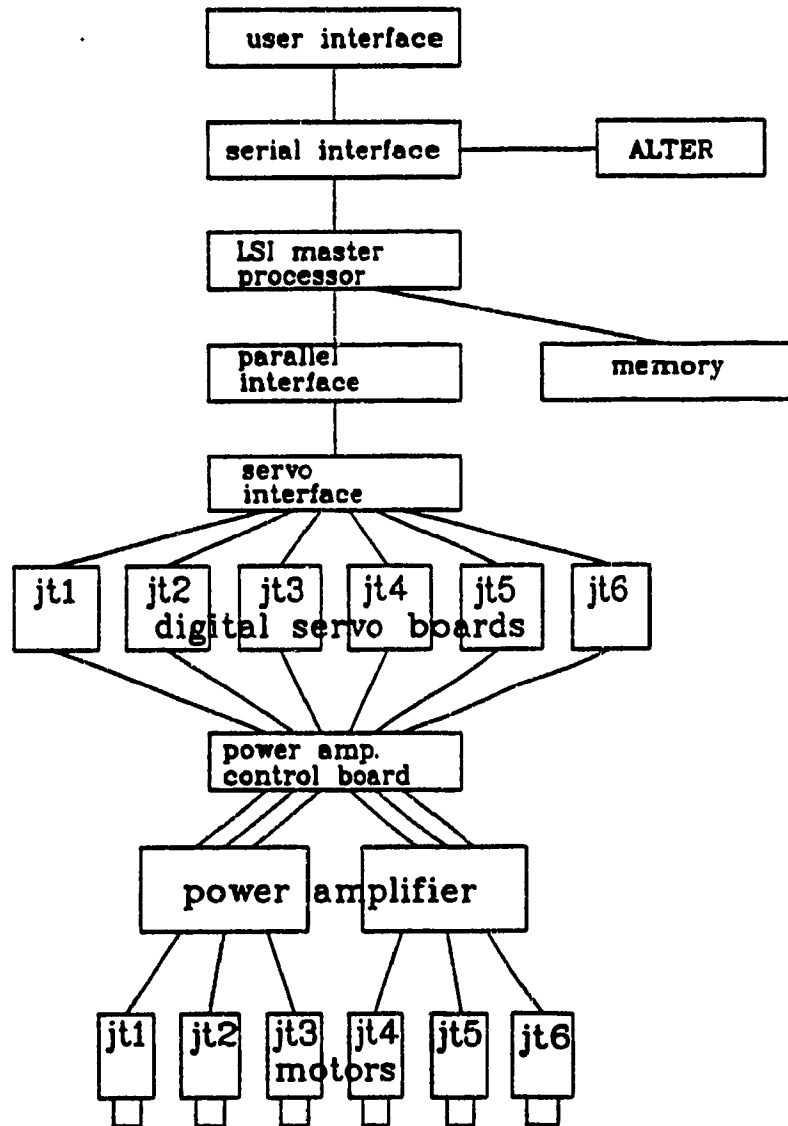 user interface
serial interface
ALTER
LSI master
processor
parallel
interface
memory
servo
interface
jt1 jt2 jt3 jt4 jt5 jt6
digital servo boards
power amp.
control board
power amplifier
jt1 jt2 jt3 jt4 jt5 jt6
motors